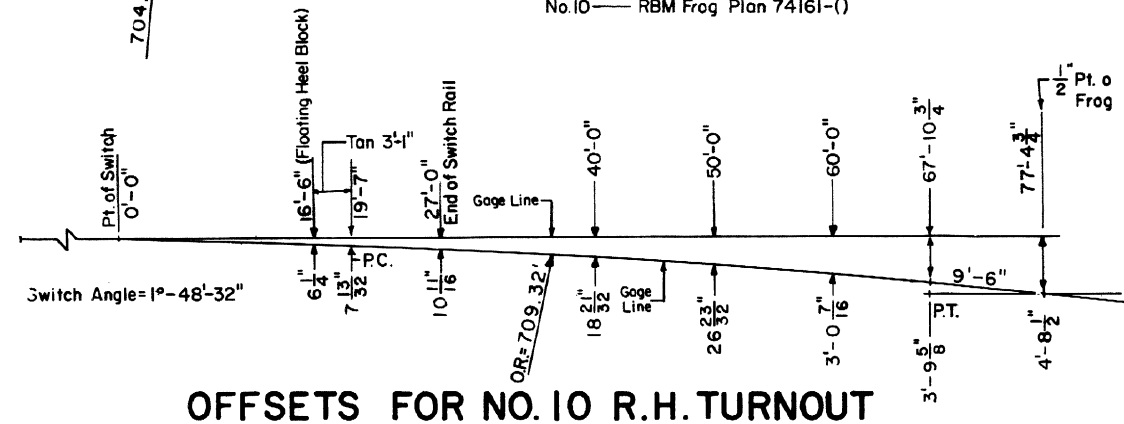 704
No.10— RBM Frog Plan 74161-()
Pt. of Switch
0'-0"
16'-6" (Floating Heel Block)
Tan 3'-1"
19'-7"
27'-0"
End of Switch Rail
Gage Line
40'-0"
50'-0"
60'-0"
67'-10 3/4"
77'-4 3/4"
1/2" Pt. o
Frog
Switch Angle=1°-48'-32"
6 1/4"
7 13/32"
P.C.
10 11/16"
O.R.=709.32'
18 21/32"
Gage
Line
26 23/32"
3'-0 7/16"
9'-6"
P.T.
3'-9 5/8"
4'-8 1/2"
OFFSETS FOR NO. 10 R.H. TURNOUT